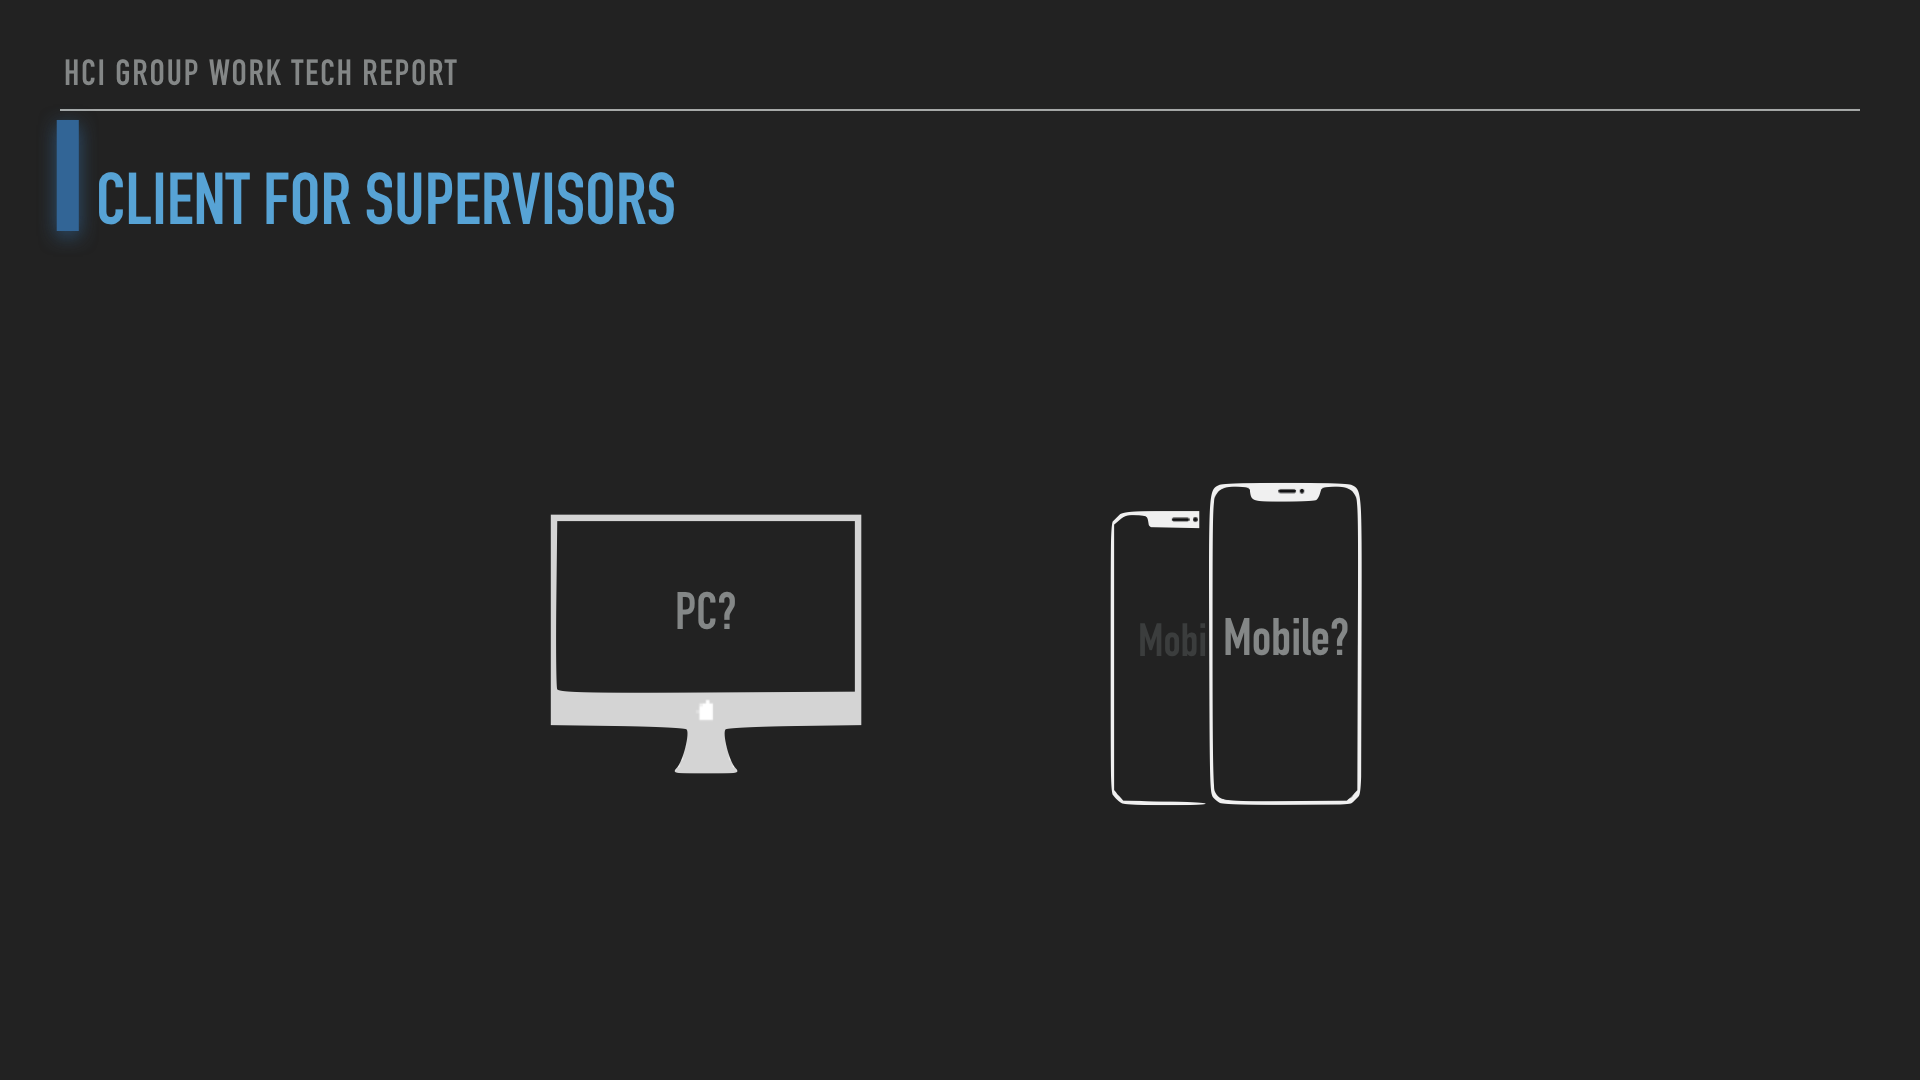 HCI GROUP WORK TECH REPORT
CLIENT FOR SUPERVISORS
PC?
Mobi
Mobile?